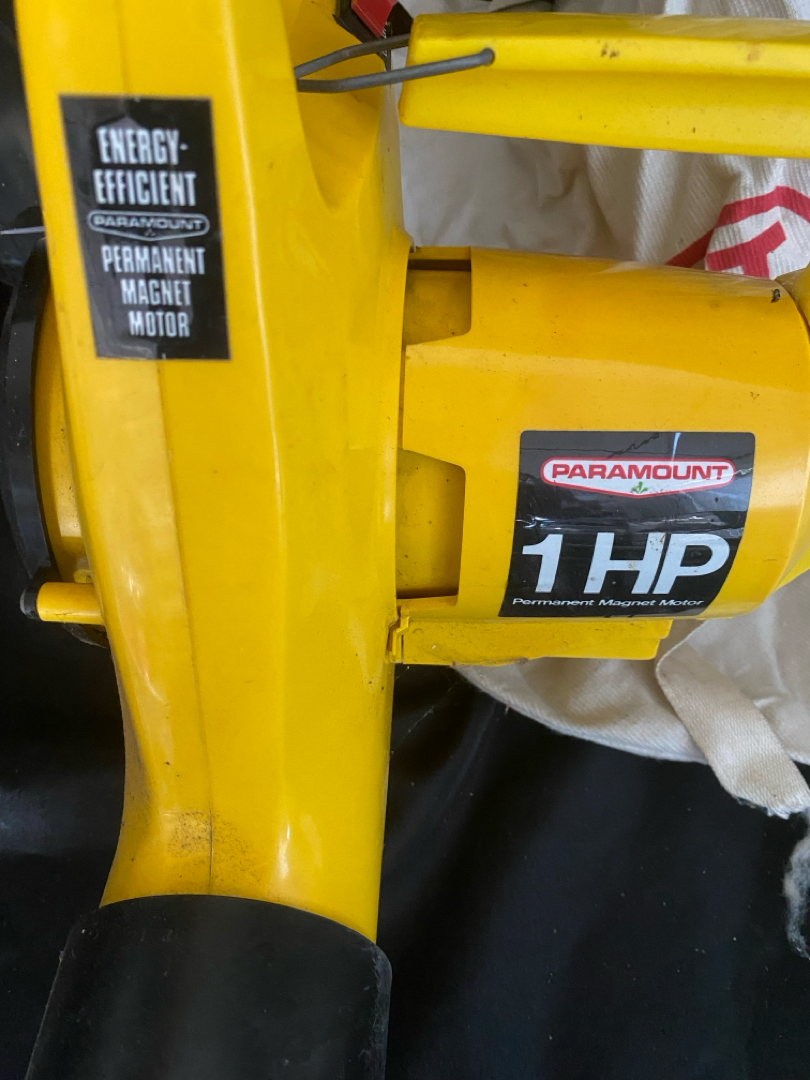 ENERGY-
EFFICIENT
PARAMOUNT
PERMANENT
MAGNET
MOTOR
PARAMOUNT
1 HP
Permanent Magnet Motor